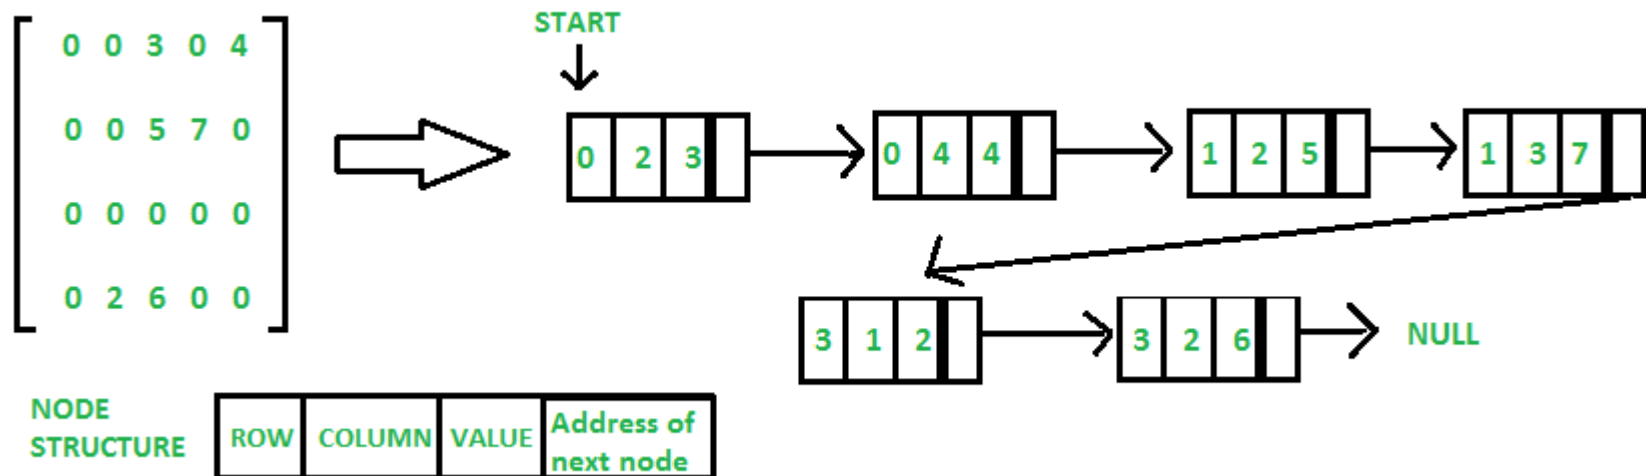 START
0 0 3 0 4
0 0 5 7 0
0 0 0 0 0
0 2 6 0 0
0 2 3
0 4 4
1 2 5
1 3 7
3 1 2
3 2 6
NULL
NODE
STRUCTURE
ROW
COLUMN
VALUE
Address of
next node